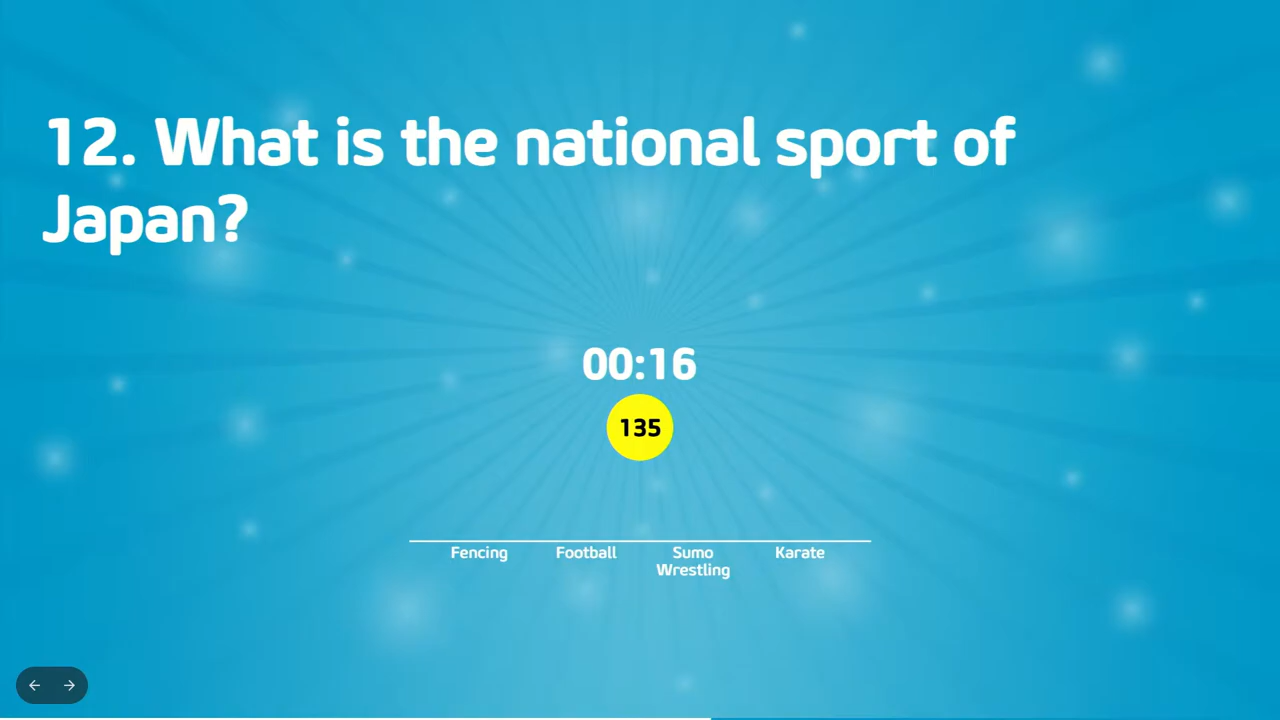 12. What is the national sport of
Japan?
00:16
135
Fencing
Football
Sumo
Wrestling
Karate